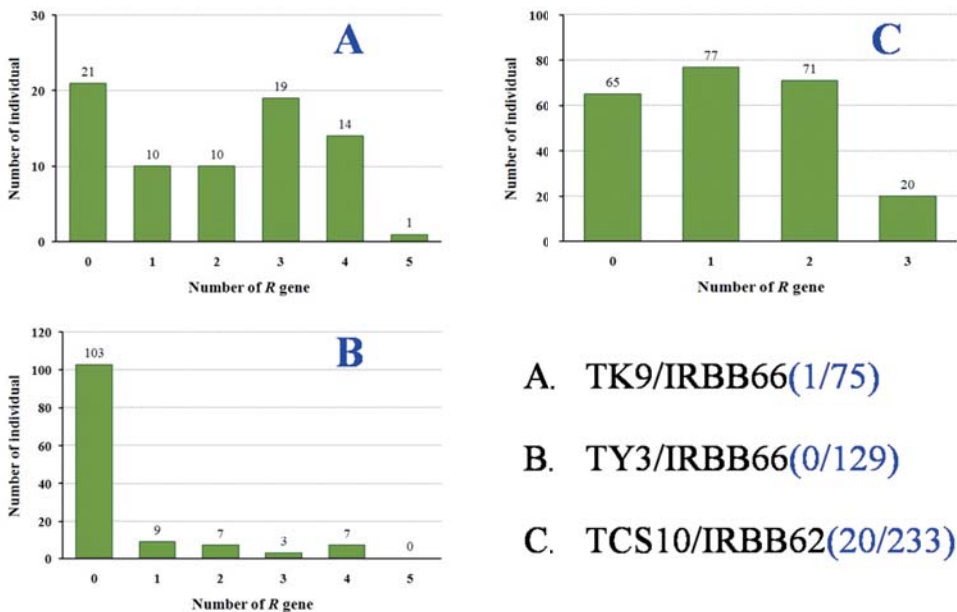 A
Number of individual
30
20
10
0
21
10
10
19
14
1
0 1 2 3 4 5
Number of R gene
C
Number of individual
100
80
60
40
20
0
65
77
71
20
0 1 2 3
Number of R gene
B
Number of individual
120
100
80
60
40
20
0
103
9
7
3
7
0
0 1 2 3 4 5
Number of R gene
A. TK9/IRBB66(1/75)
B. TY3/IRBB66(0/129)
C. TCS10/IRBB62(20/233)